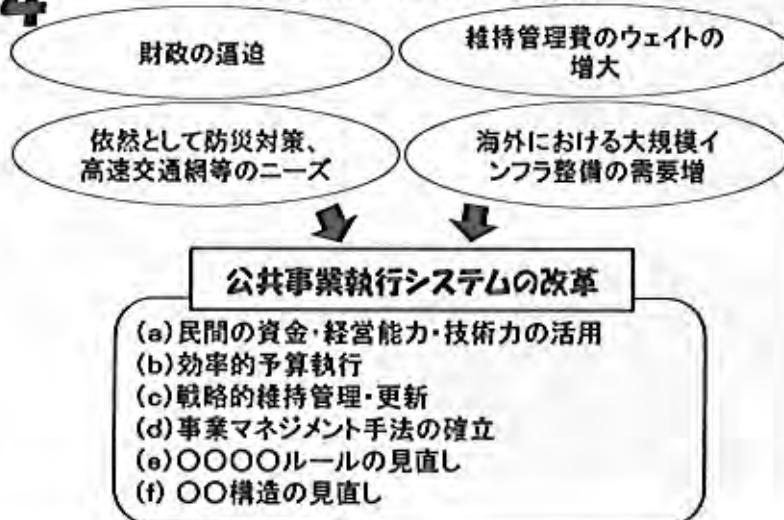 4
財政の逼迫
維持管理費のウェイトの
増大
依然として防災対策、
高速交通網等のニーズ
海外における大規模イ
ンフラ整備の需要増
公共事業執行システムの改革
(a)民間の資金・経営能力・技術力の活用
(b)効率的予算執行
(c)戦略的維持管理・更新
(d)事業マネジメント手法の確立
(e)〇〇〇〇ルールの見直し
(f) 〇〇構造の見直し